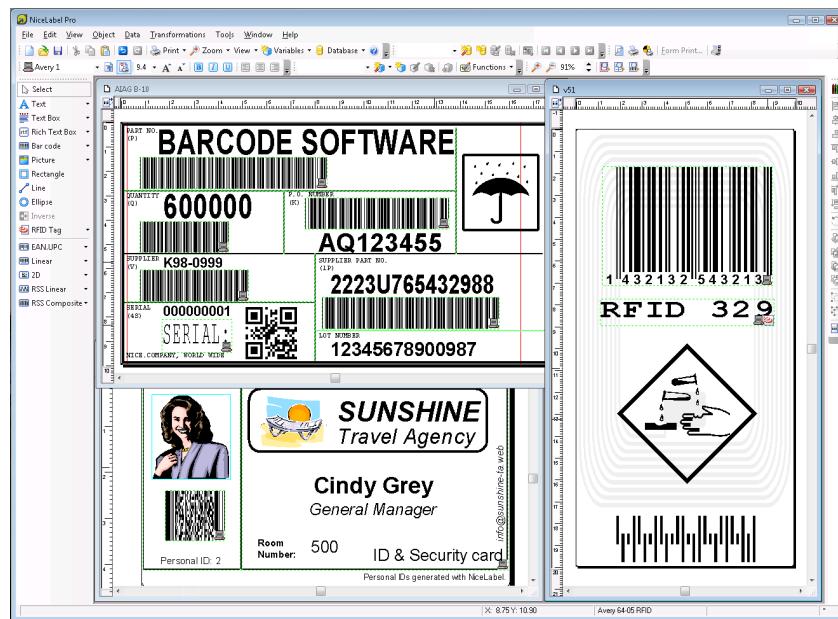 NiceLabel Pro
File Edit View Object Data Transformations Tools Window Help
Print Zoom View Variables Database Form Print...
Avery 1 9.4 A A B I U Functions 91%
Select
Text
Text Box
Rich Text Box
Bar code
Picture
Rectangle
Line
Ellipse
Inverse
RFID Tag
EAN.UPC
Linear
2D
RSS Linear
RSS Composite
AIAG B-10
PART NO.
(P)
BARCODE SOFTWARE
QUANTITY
(Q)
600000
P.O. NUMBER
(K)
AQ123455
SUPPLIER
(V)
K98-0999
SUPPLIER PART NO.
(1P)
2223U765432988
SERIAL
(4S)
000000001
SERIAL:
NICE.COMPANY, WORLD WIDE
LOT NUMBER
12345678900987
SUNSHINE
Travel Agency
Cindy Grey
General Manager
info@sunshine-ta.web
Room
Number:
500
ID & Security card
Personal ID: 2
Personal IDs generated with NiceLabel.
v51
1 432132 543213
RFID 329
X: 8.75 Y: 10.90
Avery 64-05 RFID